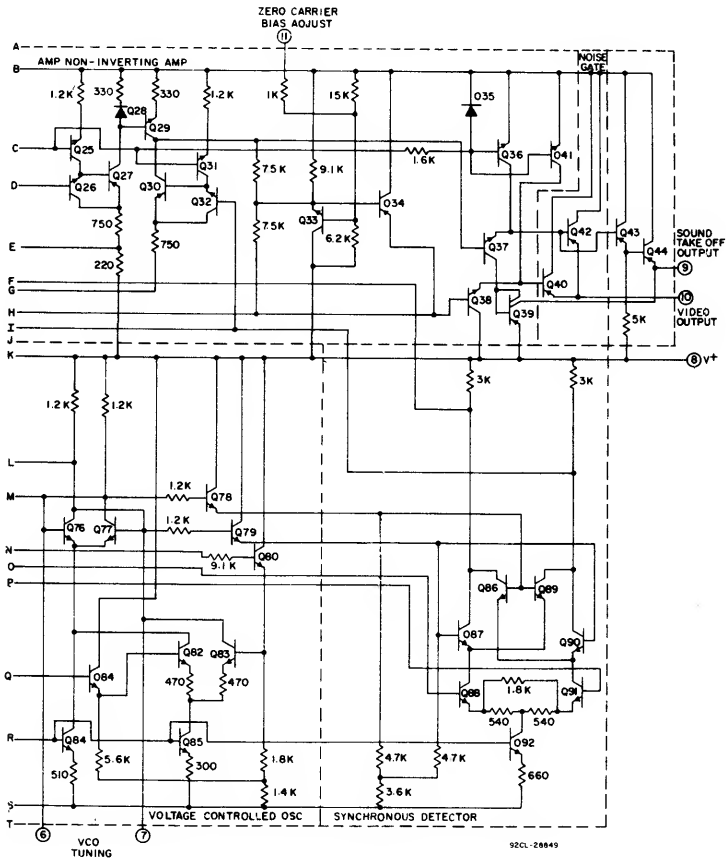 ZERO CARRIER
BIAS ADJUST
11
A
AMP NON-INVERTING AMP
NOISE
GATE
B
1.2K
330
330
1.2K
1K
15K
Q28
Q29
O35
C
Q25
Q31
1.6K
Q36
O41
Q26
Q27
Q30
Q32
7.5K
9.1K
D
Q33
O34
Q42
Q43
SOUND
TAKE OFF
OUTPUT
750
750
7.5K
6.2K
Q37
Q44
9
E
220
Q40
F
G
Q38
10
H
Q39
VIDEO
OUTPUT
I
5K
J
K
8 V+
3K
3K
1.2K
1.2K
L
M
1.2K
Q78
Q76
Q77
1.2K
Q79
N
Q80
9.1K
O
P
Q86
Q89
O87
Q90
Q82
Q83
Q
O84
Q88
1.8K
Q91
470
470
540
540
R
Q84
Q85
O92
5.6K
1.8K
4.7K
4.7K
510
300
660
1.4K
3.6K
S
T
VOLTAGE CONTROLLED OSC
SYNCHRONOUS DETECTOR
6
7
VCO
TUNING
92CL-28849